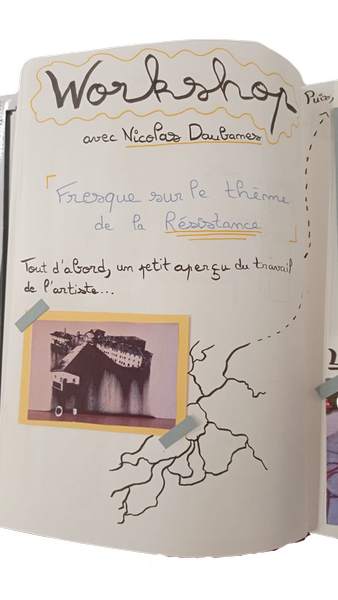 Workshop
avec Nicolas Daubanes
Fresque sur le thème
de la Résistance
Tout d'abord, un petit aperçu du travail
de l'artiste...
Puis,